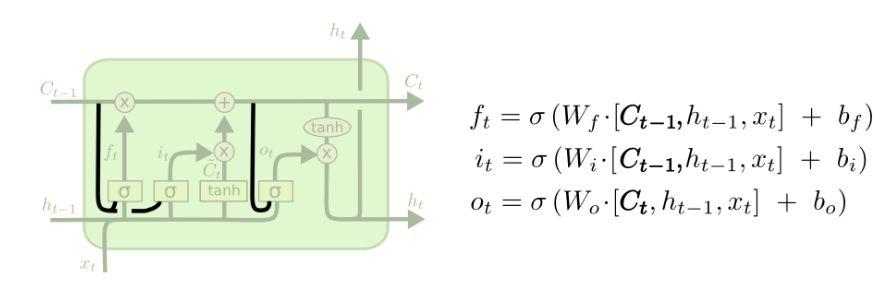 h_t
C_{t-1}
C_t
x
+
tanh
f_t
i_t
C̃_t
o_t
x
x
σ
σ
tanh
σ
h_{t-1}
h_t
x_t
f_t = σ (W_f · [C_{t-1}, h_{t-1}, x_t] + b_f)
i_t = σ (W_i · [C_{t-1}, h_{t-1}, x_t] + b_i)
o_t = σ (W_o · [C_t, h_{t-1}, x_t] + b_o)